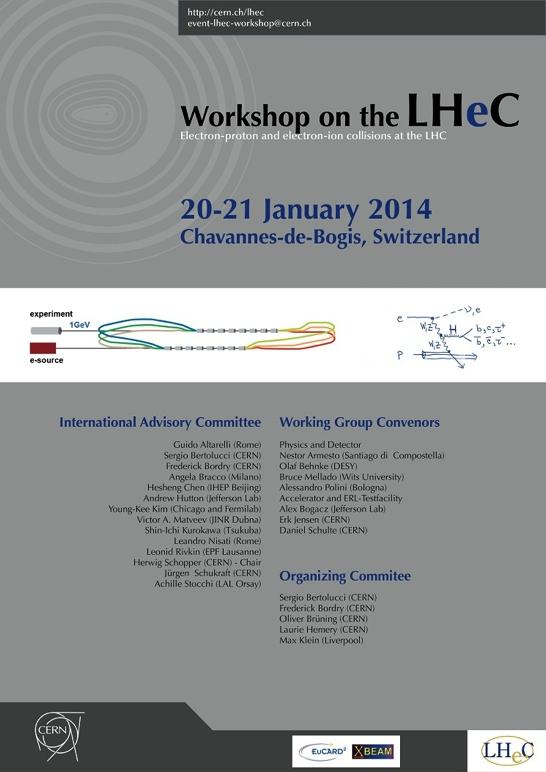 http://cern.ch/lhec
event-lhec-workshop@cern.ch
Workshop on the LHeC
Electron-proton and electron-ion collisions at the LHC
20-21 January 2014
Chavannes-de-Bogis, Switzerland
experiment
1GeV
e-source
e
ν, e
W, Z
H
b, c, τ⁺
b̄, c̄, τ⁻...
W, Z
P
International Advisory Committee
Guido Altarelli (Rome)
Sergio Bertolucci (CERN)
Frederick Bordry (CERN)
Angela Bracco (Milano)
Hesheng Chen (IHEP Beijing)
Andrew Hutton (Jefferson Lab)
Young-Kee Kim (Chicago and Fermilab)
Victor A. Matveev (JINR Dubna)
Shin-Ichi Kurokawa (Tsukuba)
Leandro Nisati (Rome)
Leonid Rivkin (EPF Lausanne)
Herwig Schopper (CERN) - Chair
Jürgen Schukraft (CERN)
Achille Stocchi (LAL Orsay)
Working Group Convenors
Physics and Detector
Nestor Armesto (Santiago di Compostella)
Olaf Behnke (DESY)
Bruce Mellado (Wits University)
Alessandro Polini (Bologna)
Accelerator and ERL-Testfacility
Alex Bogacz (Jefferson Lab)
Erk Jensen (CERN)
Daniel Schulte (CERN)
Organizing Commitee
Sergio Bertolucci (CERN)
Frederick Bordry (CERN)
Oliver Brüning (CERN)
Laurie Hemery (CERN)
Max Klein (Liverpool)
CERN
EuCARD²
XBEAM
LHeC